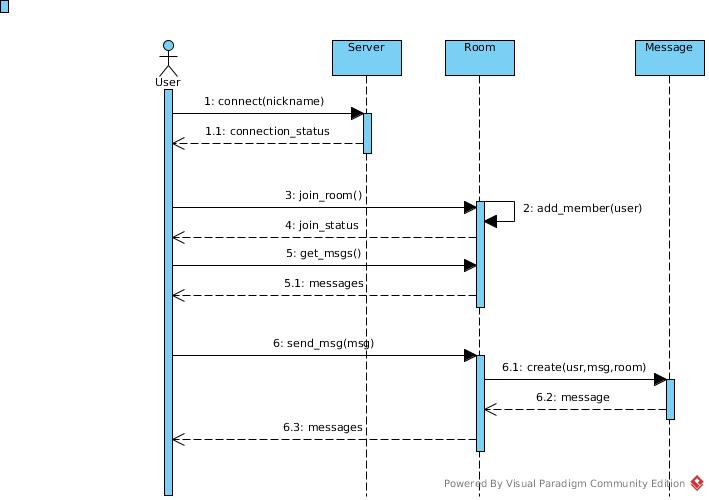 Server
Room
Message
User
1: connect(nickname)
1.1: connection_status
3: join_room()
2: add_member(user)
4: join_status
5: get_msgs()
5.1: messages
6: send_msg(msg)
6.1: create(usr,msg,room)
6.2: message
6.3: messages
Powered By Visual Paradigm Community Edition